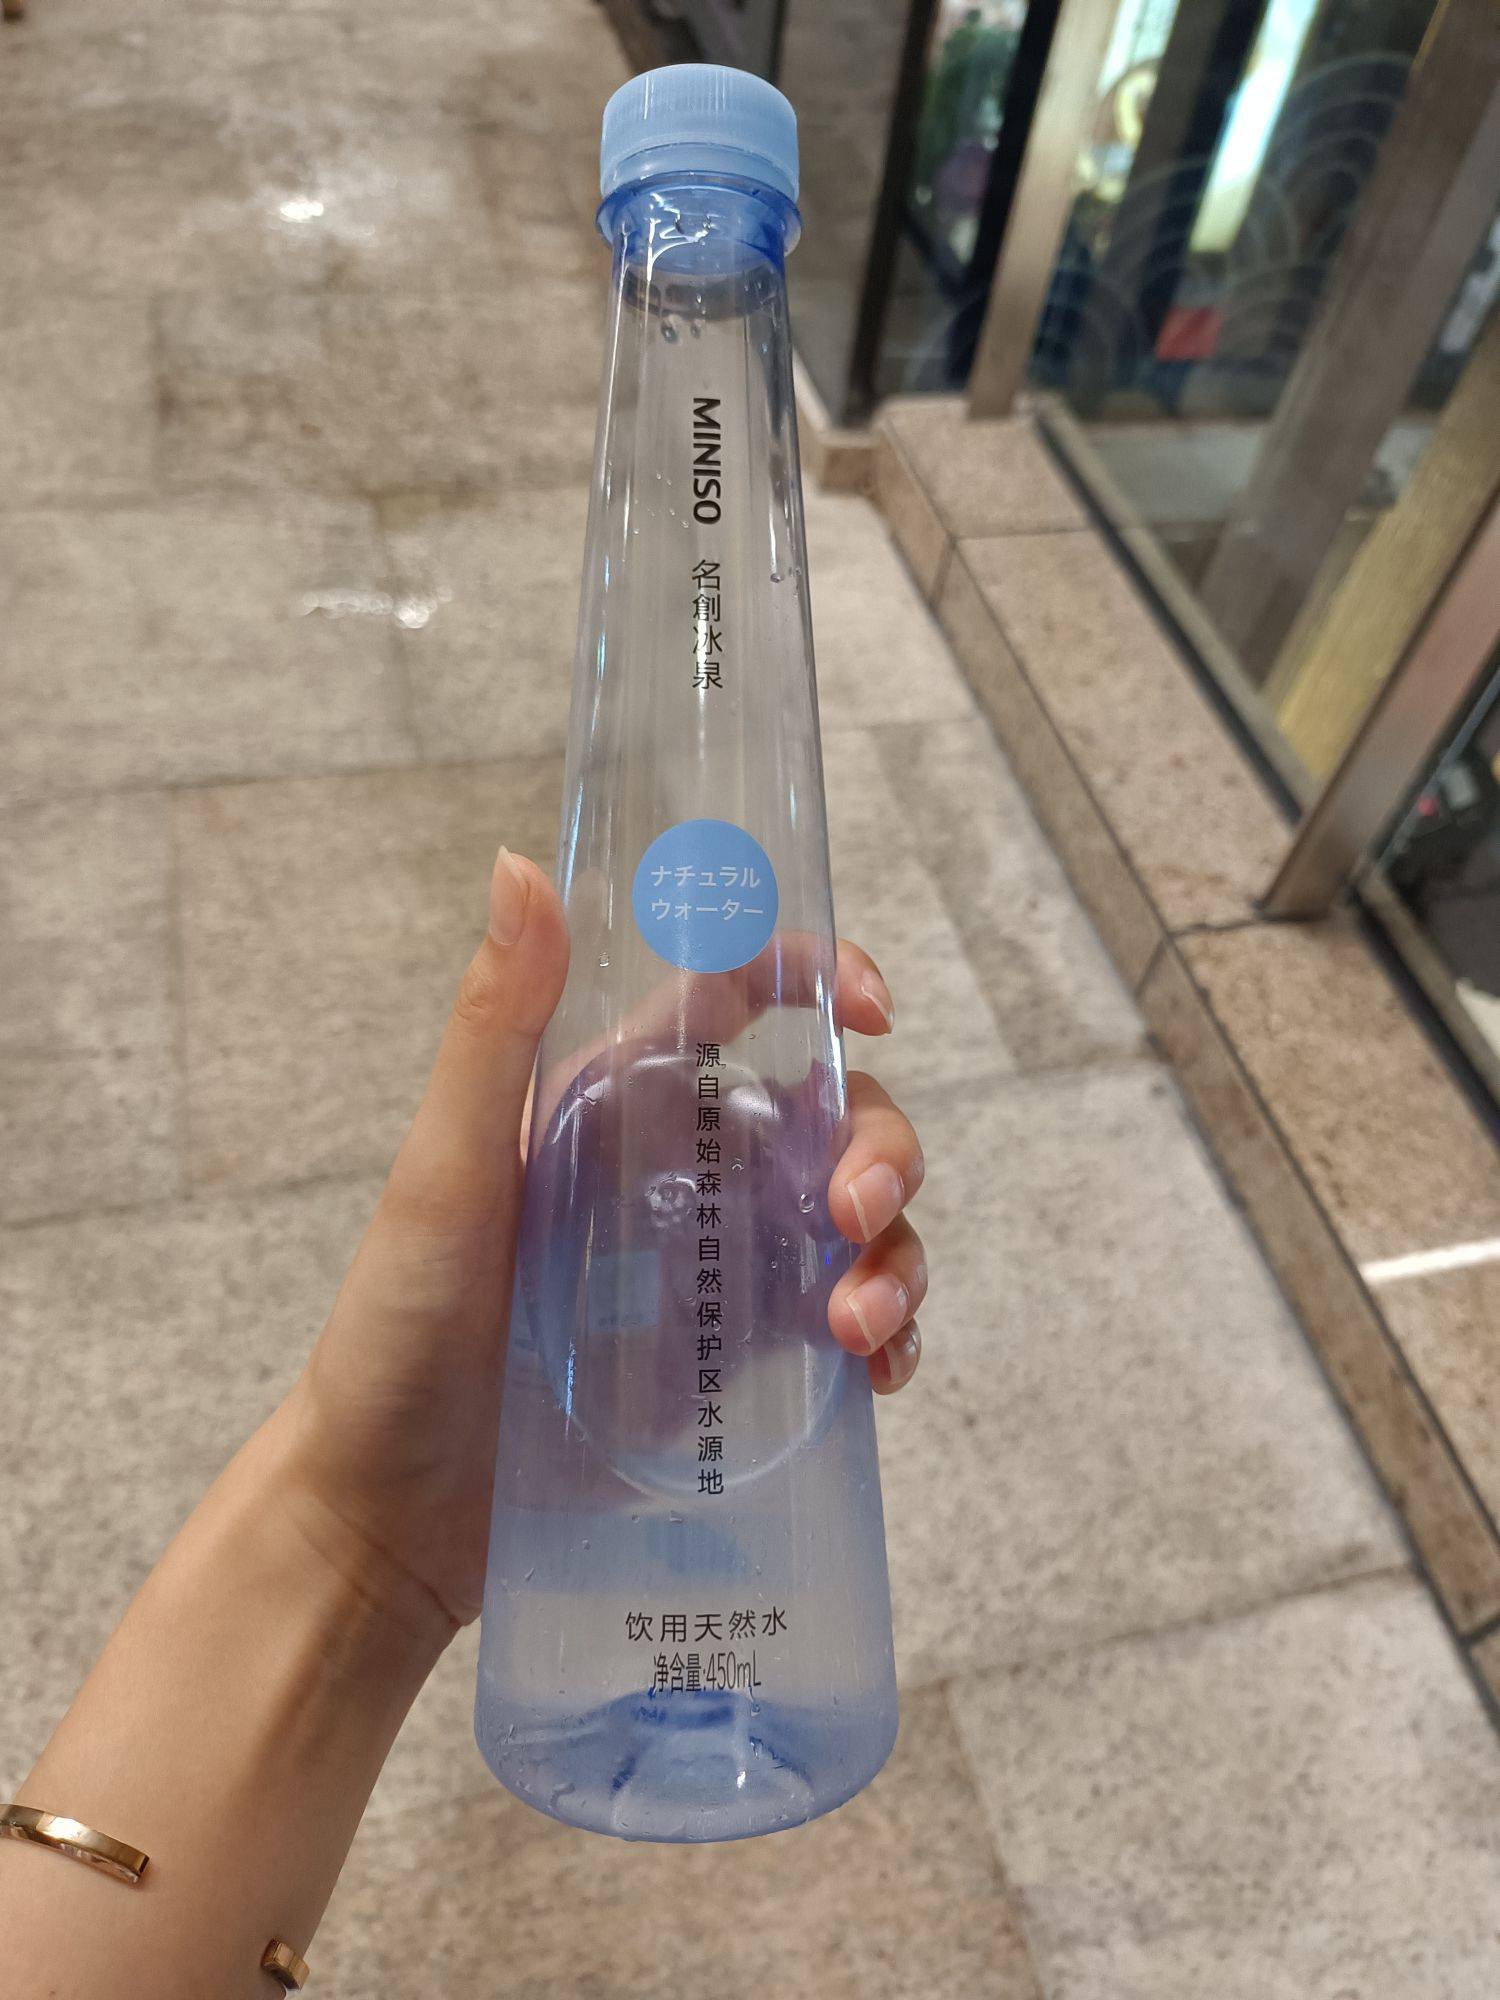 MINISO 名創冰泉
ナチュラル
ウォーター
源自原始森林自然保护区水源地
饮用天然水
净含量:450mL